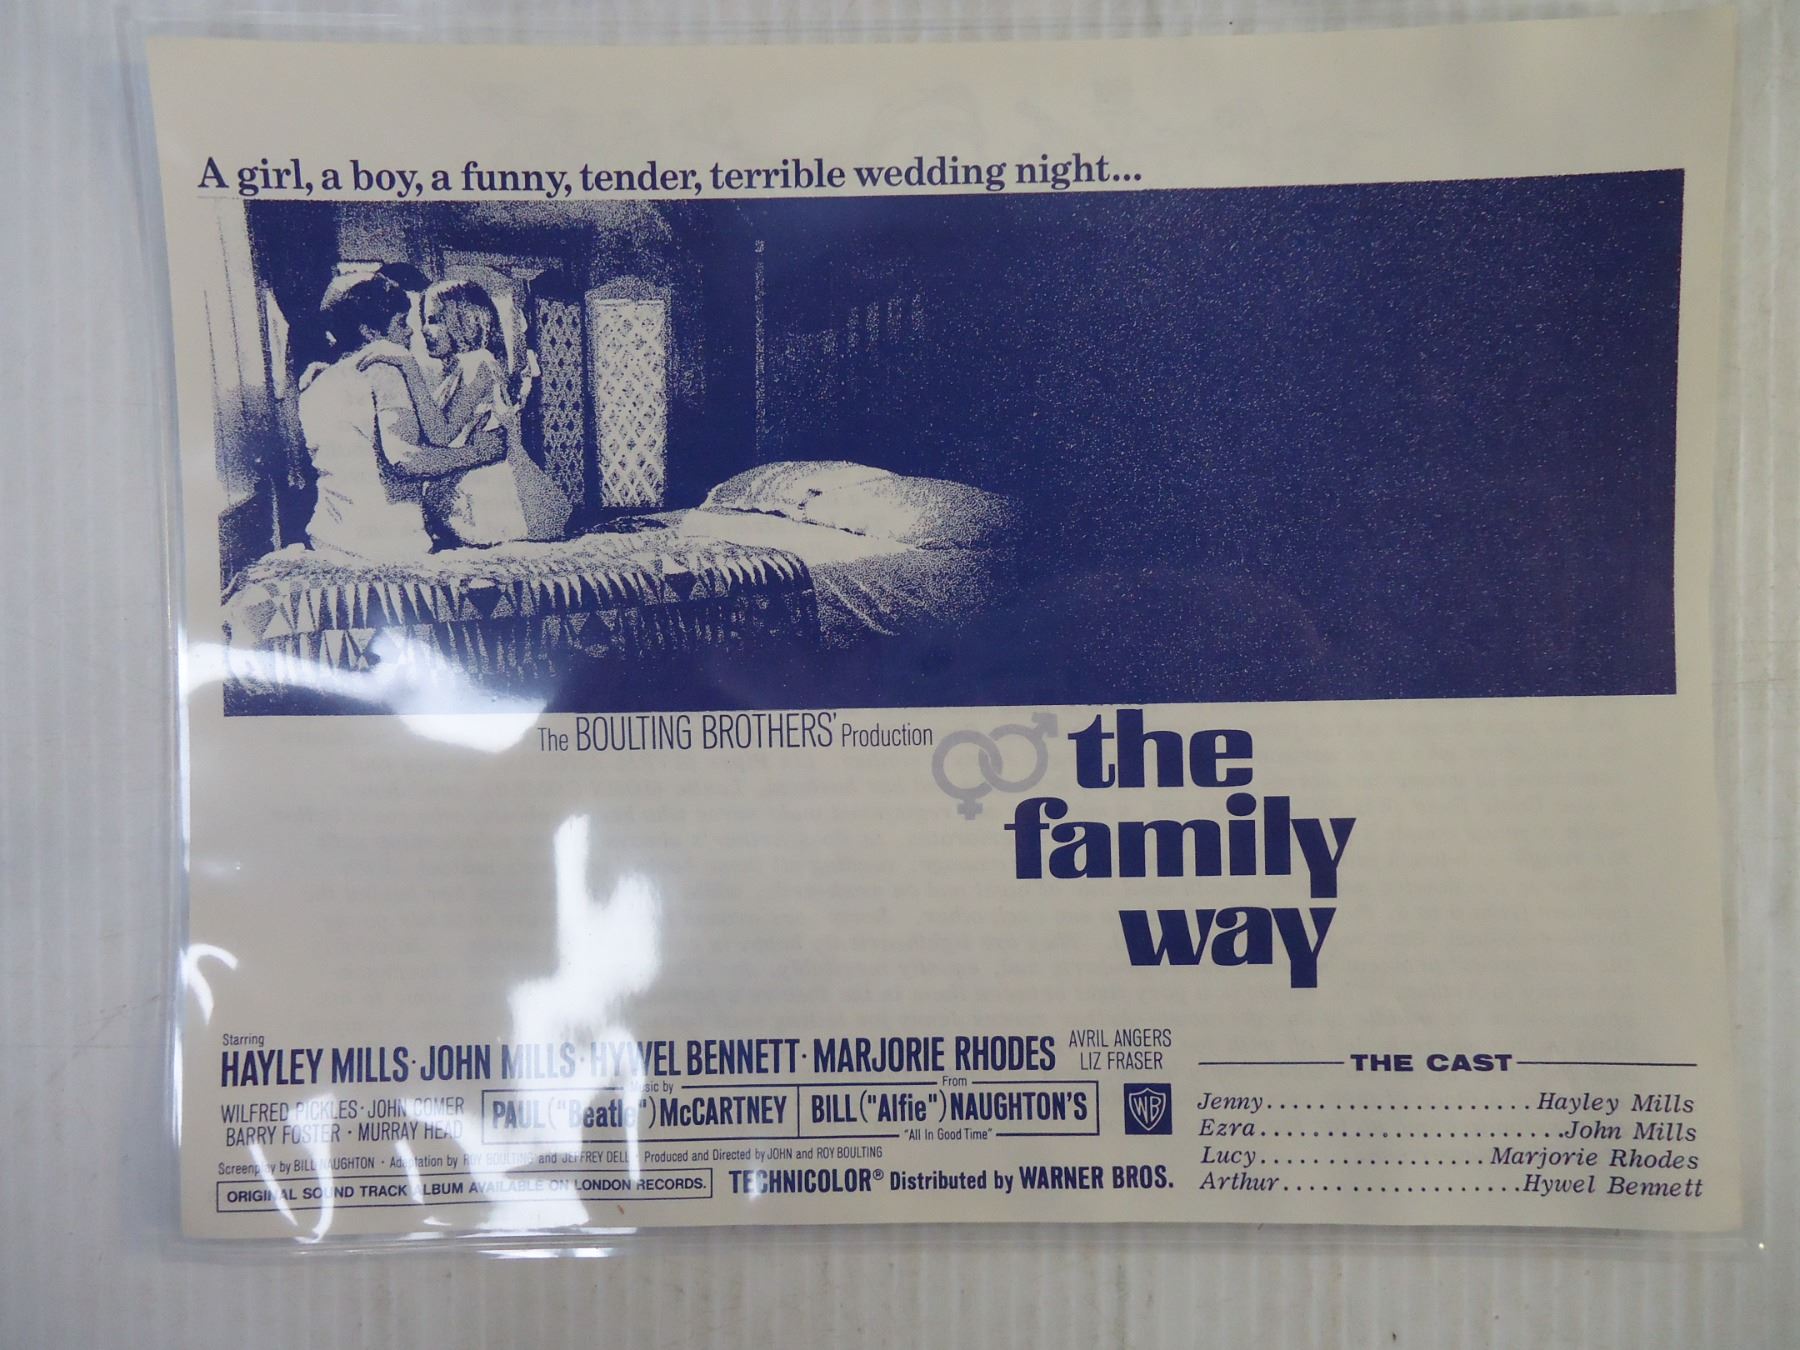 A girl, a boy, a funny, tender, terrible wedding night...
The BOULTING BROTHERS' Production
the
family
way
Starring
HAYLEY MILLS · JOHN MILLS · HYWEL BENNETT · MARJORIE RHODES
AVRIL ANGERS
LIZ FRASER
WILFRED PICKLES · JOHN COMER
BARRY FOSTER · MURRAY HEAD
Music by
PAUL ("Beatle") McCARTNEY
From
BILL ("Alfie") NAUGHTON'S
"All In Good Time"
WB
Screenplay by BILL NAUGHTON · Adaptation by ROY BOULTING and JEFFREY DELL · Produced and Directed by JOHN and ROY BOULTING
ORIGINAL SOUND TRACK ALBUM AVAILABLE ON LONDON RECORDS.
TECHNICOLOR® Distributed by WARNER BROS.
THE CAST
Jenny.....................Hayley Mills
Ezra.......................John Mills
Lucy.................Marjorie Rhodes
Arthur....................Hywel Bennett